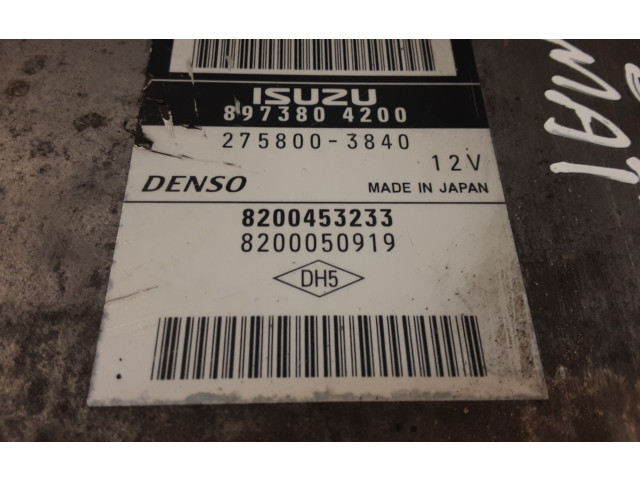 ISUZU
897380 4200
275800-3840
12V
DENSO
MADE IN JAPAN
8200453233
8200050919
DH5